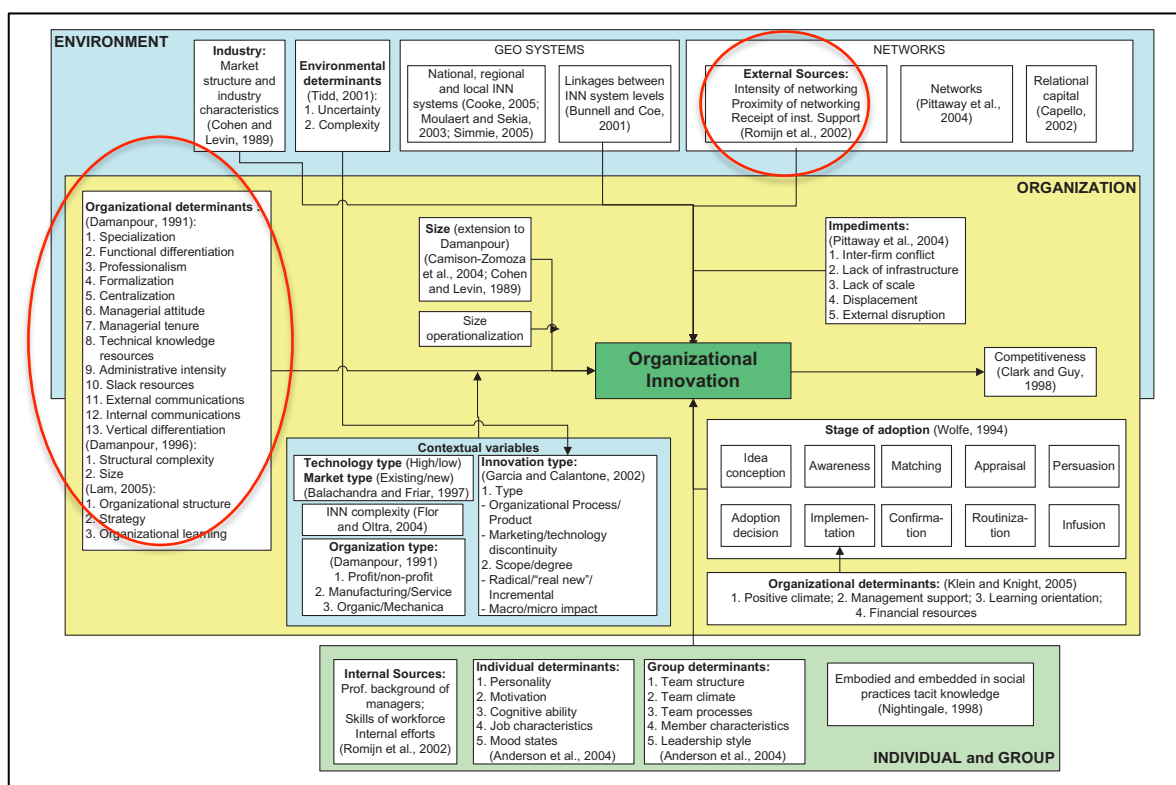 ENVIRONMENT
Industry:
Market
structure and
industry
characteristics
(Cohen and
Levin, 1989)
Environmental
determinants
(Tidd, 2001):
1. Uncertainty
2. Complexity
GEO SYSTEMS
National, regional
and local INN
systems (Cooke, 2005;
Moulaert and Sekia,
2003; Simmie, 2005)
Linkages between
INN system levels
(Bunnell and Coe,
2001)
NETWORKS
External Sources:
Intensity of networking
Proximity of networking
Receipt of inst. Support
(Romijn et al., 2002)
Networks
(Pittaway et al.,
2004)
Relational
capital
(Capello,
2002)
ORGANIZATION
Organizational determinants :
(Damanpour, 1991):
1. Specialization
2. Functional differentiation
3. Professionalism
4. Formalization
5. Centralization
6. Managerial attitude
7. Managerial tenure
8. Technical knowledge
resources
9. Administrative intensity
10. Slack resources
11. External communications
12. Internal communications
13. Vertical differentiation
(Damanpour, 1996):
1. Structural complexity
2. Size
(Lam, 2005):
1. Organizational structure
2. Strategy
3. Organizational learning
Size (extension to
Damanpour)
(Camison-Zomoza
et al., 2004; Cohen
and Levin, 1989)
Size
operationalization
Impediments:
(Pittaway et al., 2004)
1. Inter-firm conflict
2. Lack of infrastructure
3. Lack of scale
4. Displacement
5. External disruption
Organizational
Innovation
Competitiveness
(Clark and Guy,
1998)
Contextual variables
Technology type (High/low)
Market type (Existing/new)
(Balachandra and Friar, 1997)
INN complexity (Flor
and Oltra, 2004)
Organization type:
(Damanpour, 1991)
1. Profit/non-profit
2. Manufacturing/Service
3. Organic/Mechanica
Innovation type:
(Garcia and Calantone, 2002)
1. Type
- Organizational Process/
Product
- Marketing/technology
discontinuity
2. Scope/degree
- Radical/“real new”/
Incremental
- Macro/micro impact
Stage of adoption (Wolfe, 1994)
Idea
conception
Awareness
Matching
Appraisal
Persuasion
Adoption
decision
Implemen-
tation
Confirma-
tion
Routiniza-
tion
Infusion
Organizational determinants: (Klein and Knight, 2005)
1. Positive climate; 2. Management support; 3. Learning orientation;
4. Financial resources
Internal Sources:
Prof. background of
managers;
Skills of workforce
Internal efforts
(Romijn et al., 2002)
Individual determinants:
1. Personality
2. Motivation
3. Cognitive ability
4. Job characteristics
5. Mood states
(Anderson et al., 2004)
Group determinants:
1. Team structure
2. Team climate
3. Team processes
4. Member characteristics
5. Leadership style
(Anderson et al., 2004)
Embodied and embedded in social
practices tacit knowledge
(Nightingale, 1998)
INDIVIDUAL and GROUP